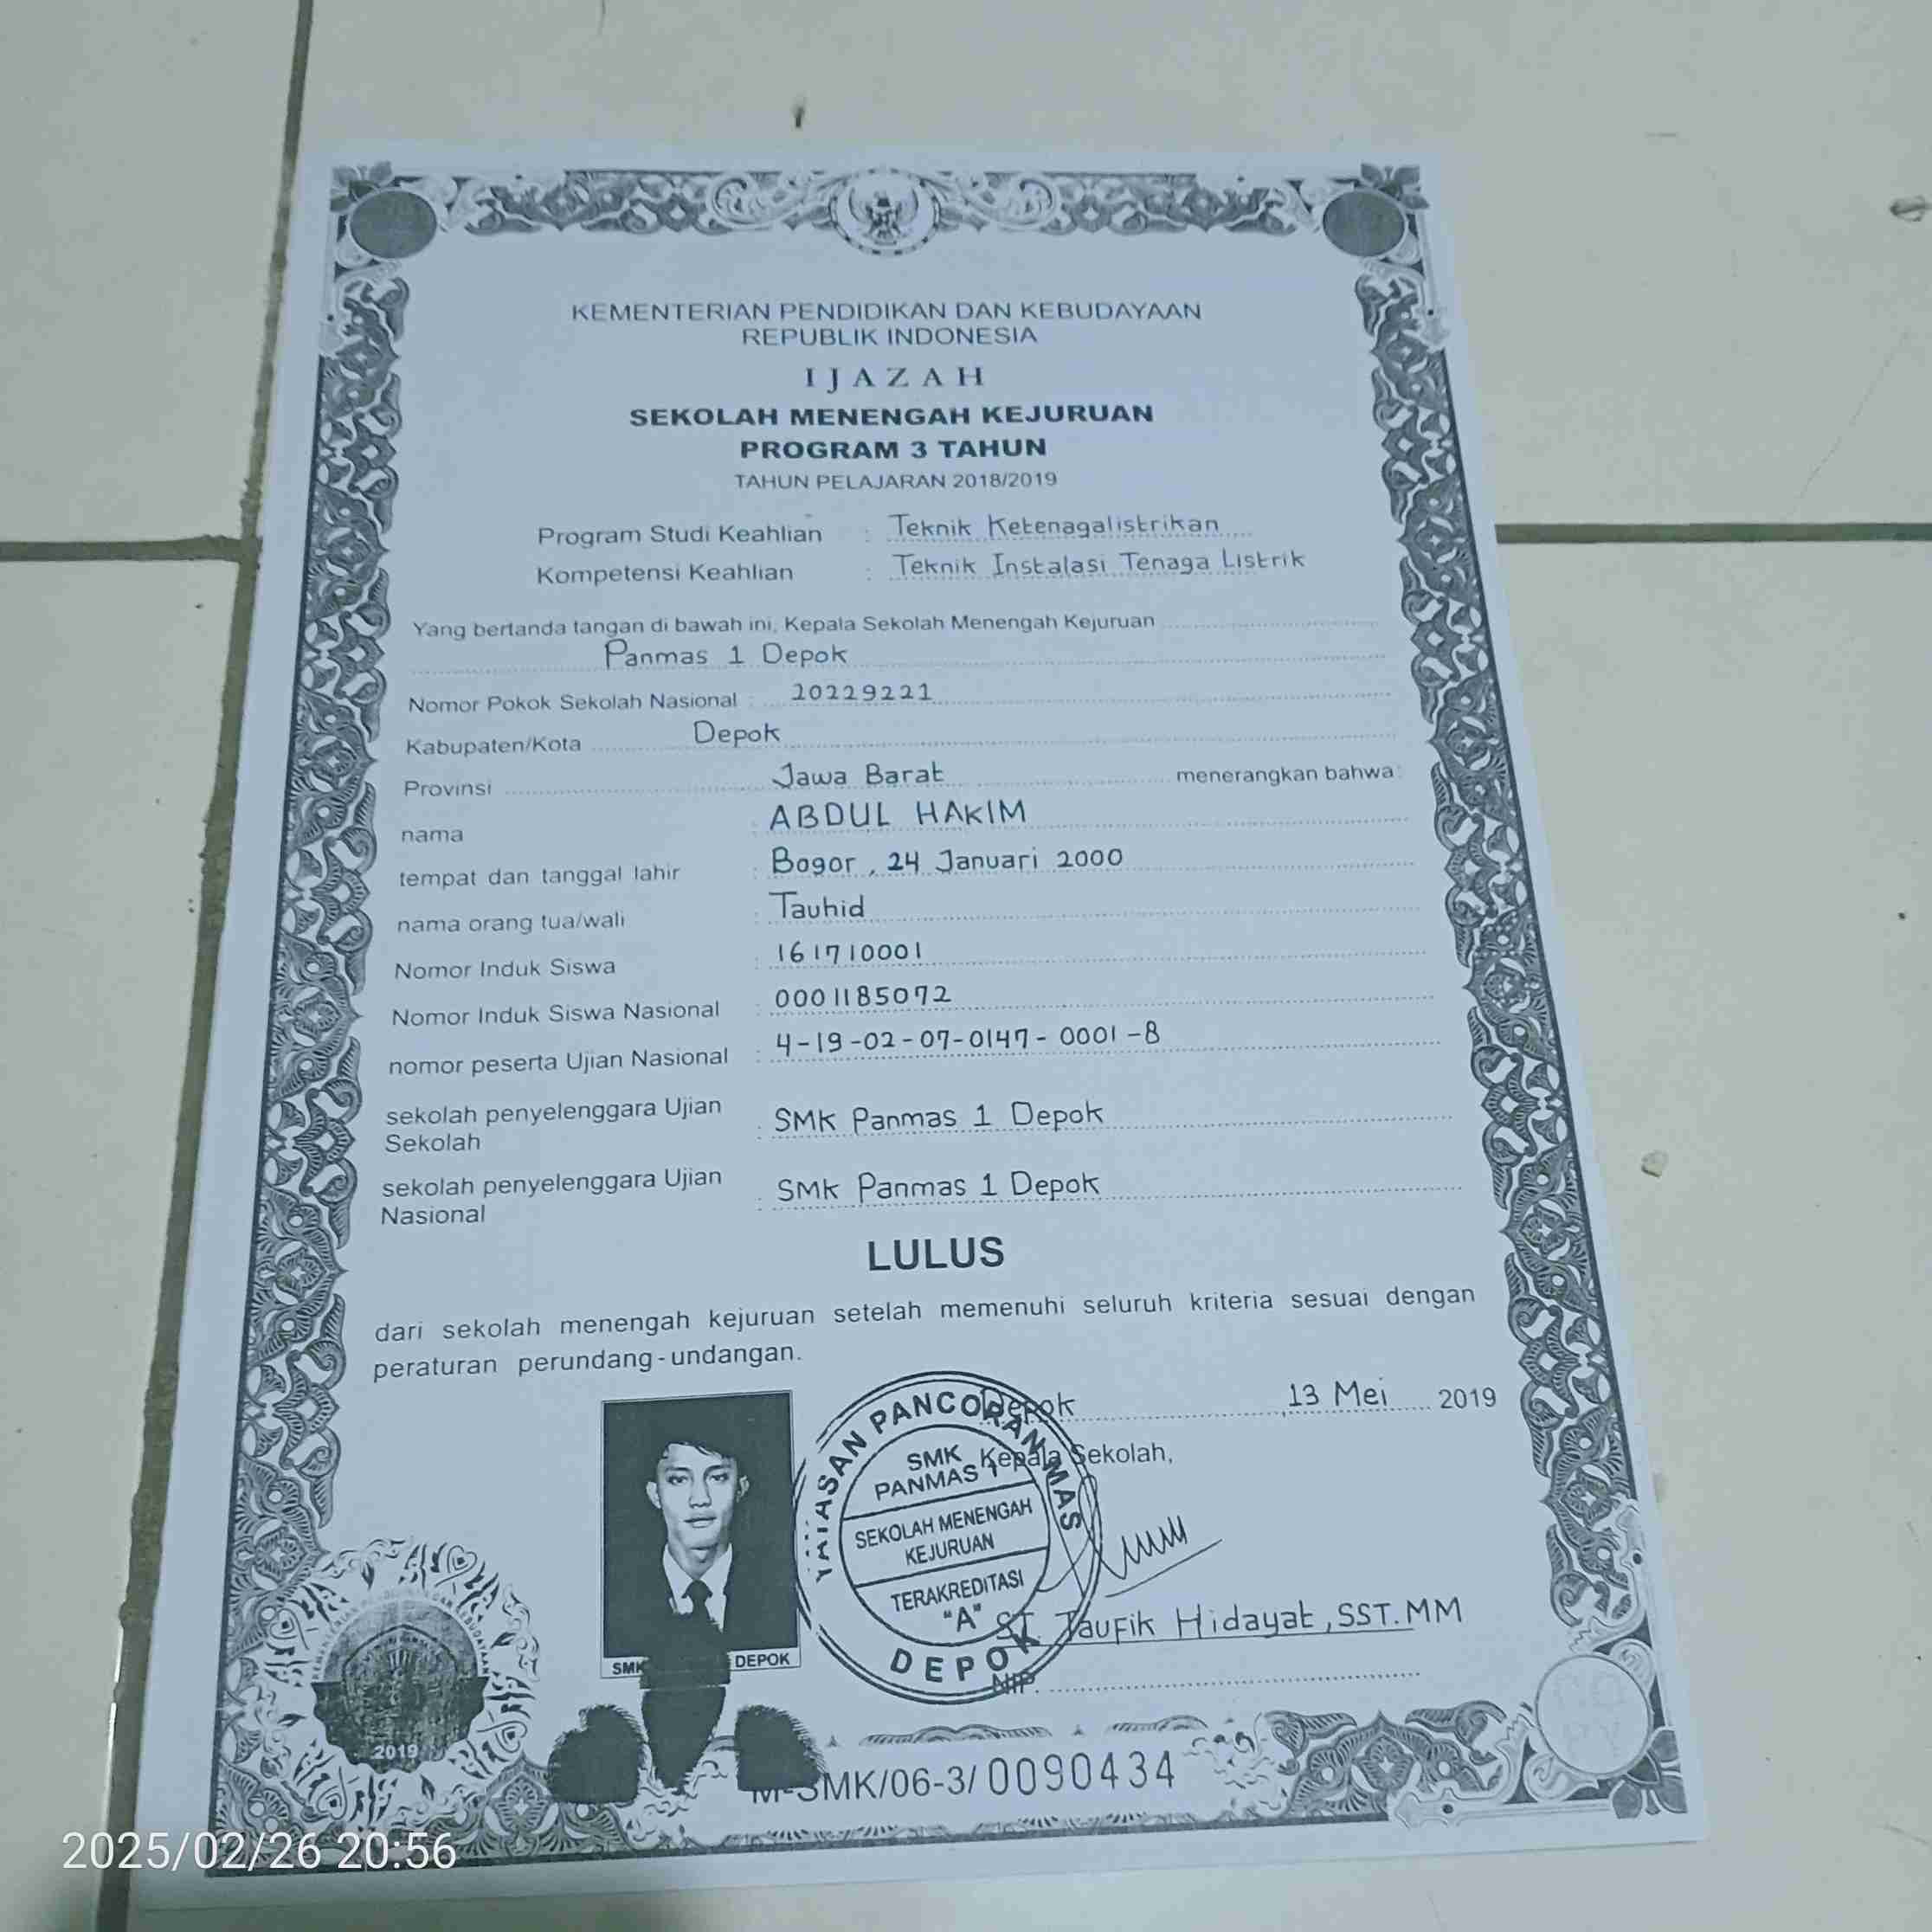 KEMENTERIAN PENDIDIKAN DAN KEBUDAYAAN
REPUBLIK INDONESIA
IJAZAH
SEKOLAH MENENGAH KEJURUAN
PROGRAM 3 TAHUN
TAHUN PELAJARAN 2018/2019
Program Studi Keahlian : Teknik Ketenagalistrikan
Kompetensi Keahlian : Teknik Instalasi Tenaga Listrik
Yang bertanda tangan di bawah ini, Kepala Sekolah Menengah Kejuruan
Panmas 1 Depok
Nomor Pokok Sekolah Nasional : 20229221
Kabupaten/Kota Depok
Provinsi Jawa Barat menerangkan bahwa:
nama : ABDUL HAKIM
tempat dan tanggal lahir : Bogor, 24 Januari 2000
nama orang tua/wali : Tauhid
Nomor Induk Siswa : 161710001
Nomor Induk Siswa Nasional : 0001185072
nomor peserta Ujian Nasional : 4-19-02-07-0147-0001-8
sekolah penyelenggara Ujian
Sekolah : SMK Panmas 1 Depok
sekolah penyelenggara Ujian
Nasional : SMK Panmas 1 Depok
LULUS
dari sekolah menengah kejuruan setelah memenuhi seluruh kriteria sesuai dengan
peraturan perundang-undangan.
Depok, 13 Mei 2019
Kepala Sekolah,
YAYASAN PANCORAN MAS
SMK
PANMAS 1
SEKOLAH MENENGAH
KEJURUAN
TERAKREDITASI
"A"
DEPOK
ST. Taufik Hidayat, SST.MM
NIP.
SMK DEPOK
2019
M-SMK/06-3/0090434
2025/02/26 20:56